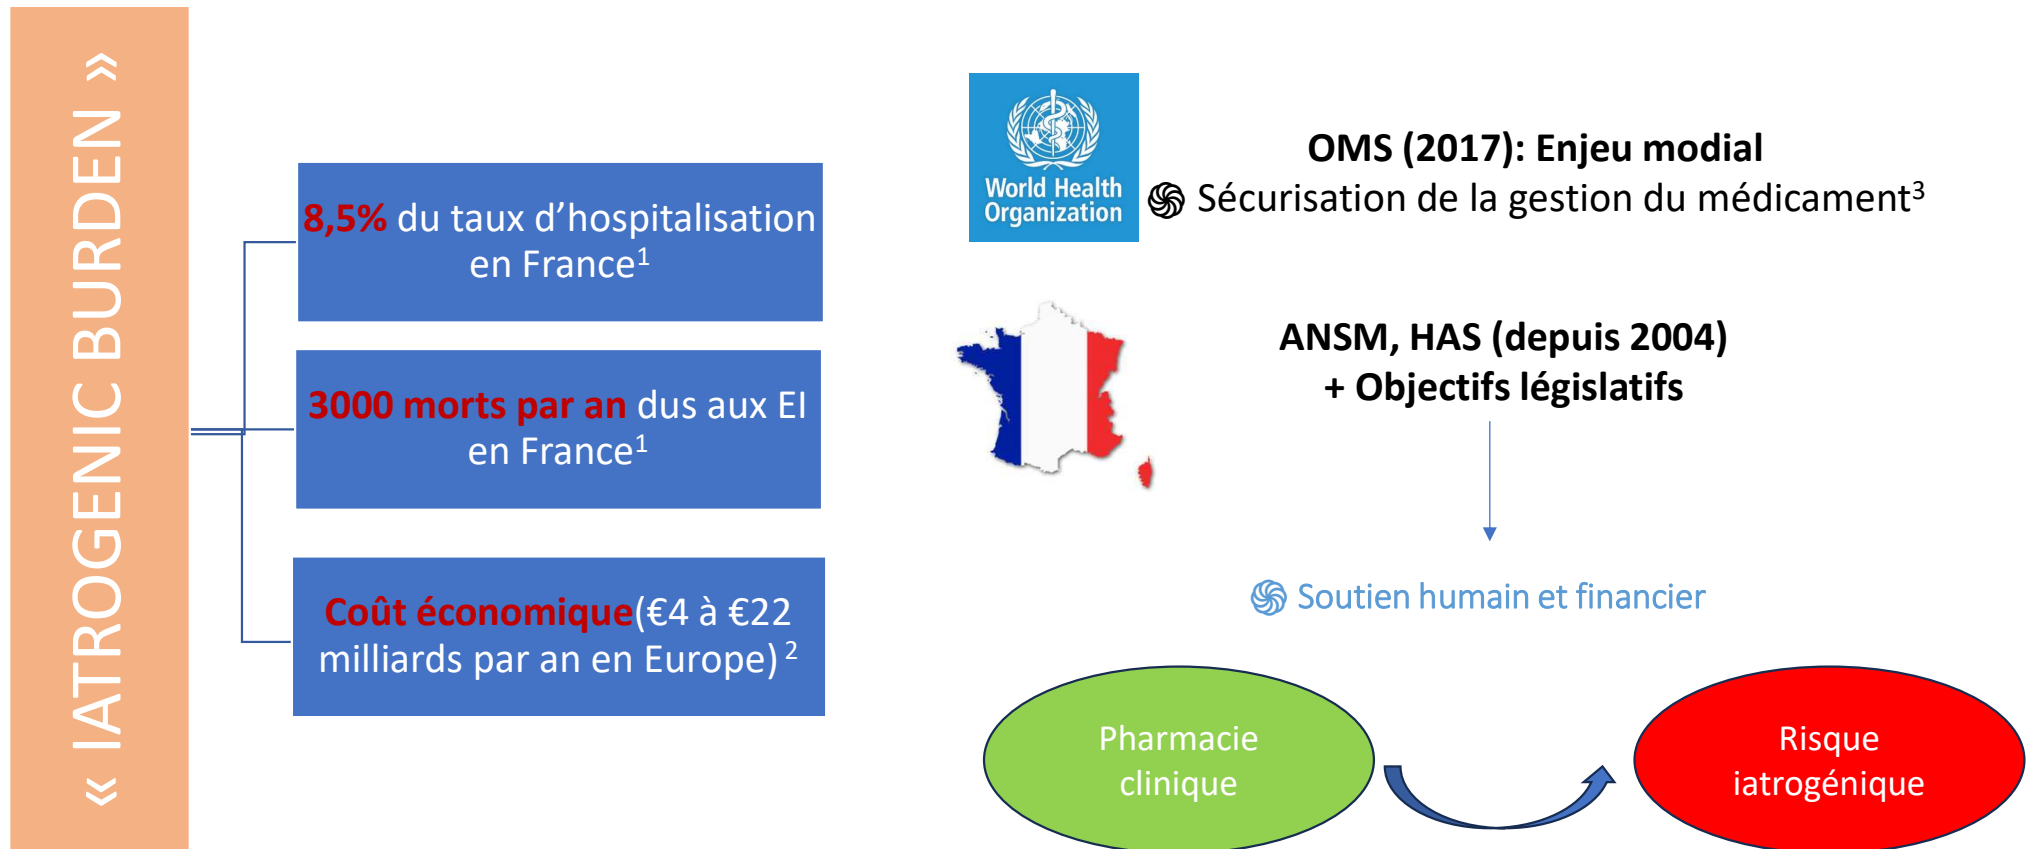 « IATROGENIC BURDEN »
8,5% du taux d’hospitalisation
en France¹
3000 morts par an dus aux EI
en France¹
Coût économique(€4 à €22
milliards par an en Europe) ²
World Health
Organization
OMS (2017): Enjeu modial
Sécurisation de la gestion du médicament³
ANSM, HAS (depuis 2004)
+ Objectifs législatifs
Soutien humain et financier
Pharmacie
clinique
Risque
iatrogénique